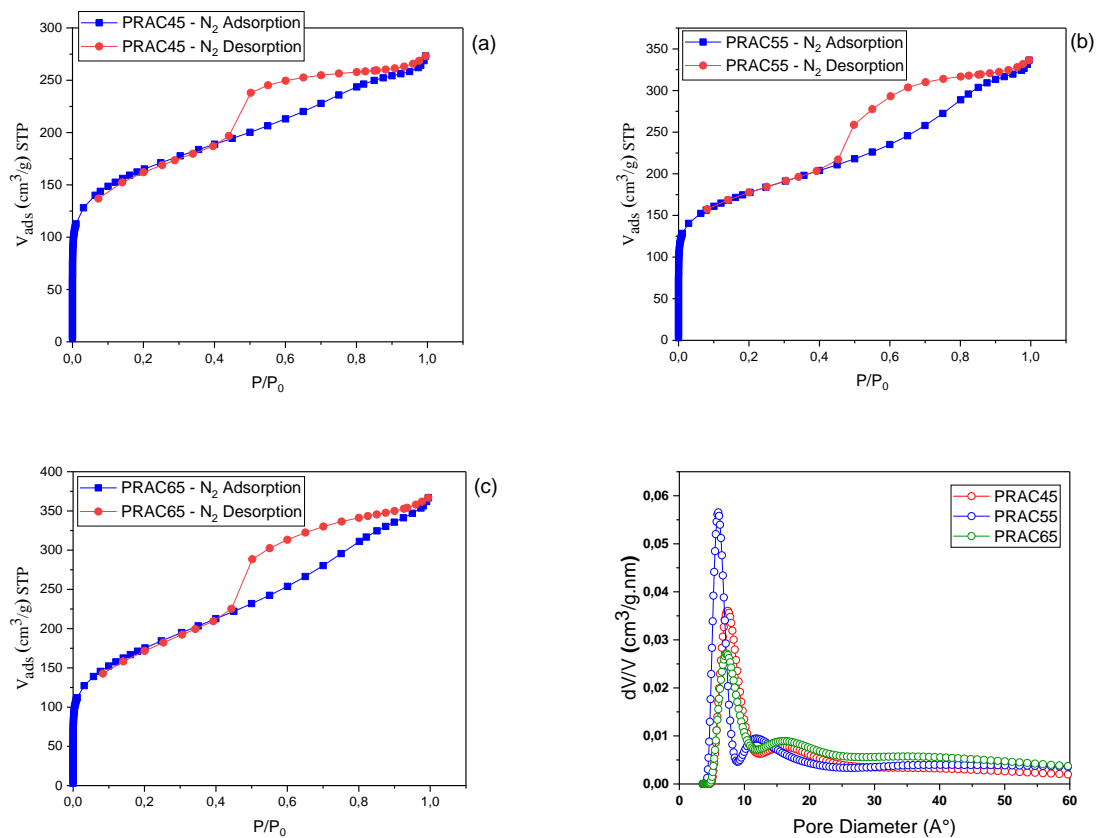 PRAC45 - N2 Adsorption
PRAC45 - N2 Desorption
(a)
300
250
200
150
100
50
0
Vads (cm3/g) STP
0,0 0,2 0,4 0,6 0,8 1,0
P/P0
PRAC55 - N2 Adsorption
PRAC55 - N2 Desorption
(b)
350
300
250
200
150
100
50
0
Vads (cm3/g) STP
0,0 0,2 0,4 0,6 0,8 1,0
P/P0
PRAC65 - N2 Adsorption
PRAC65 - N2 Desorption
(c)
400
350
300
250
200
150
100
50
0
Vads (cm3/g) STP
0,0 0,2 0,4 0,6 0,8 1,0
P/P0
PRAC45
PRAC55
PRAC65
0,06
0,05
0,04
0,03
0,02
0,01
0,00
dV/V (cm3/g.nm)
0 10 20 30 40 50 60
Pore Diameter (A°)